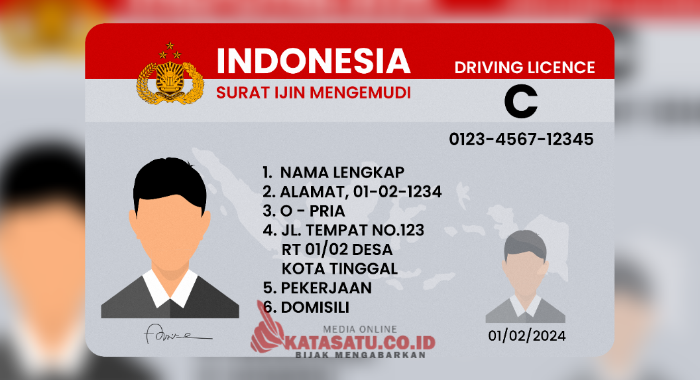 INDONESIA
SURAT IJIN MENGEMUDI
DRIVING LICENCE
C
0123-4567-12345
1. NAMA LENGKAP
2. ALAMAT, 01-02-1234
3. O - PRIA
4. JL. TEMPAT NO.123
RT 01/02 DESA
KOTA TINGGAL
5. PEKERJAAN
6. DOMISILI
01/02/2024
MEDIA ONLINE
KATASATU.CO.ID
BIJAK MENGABARKAN